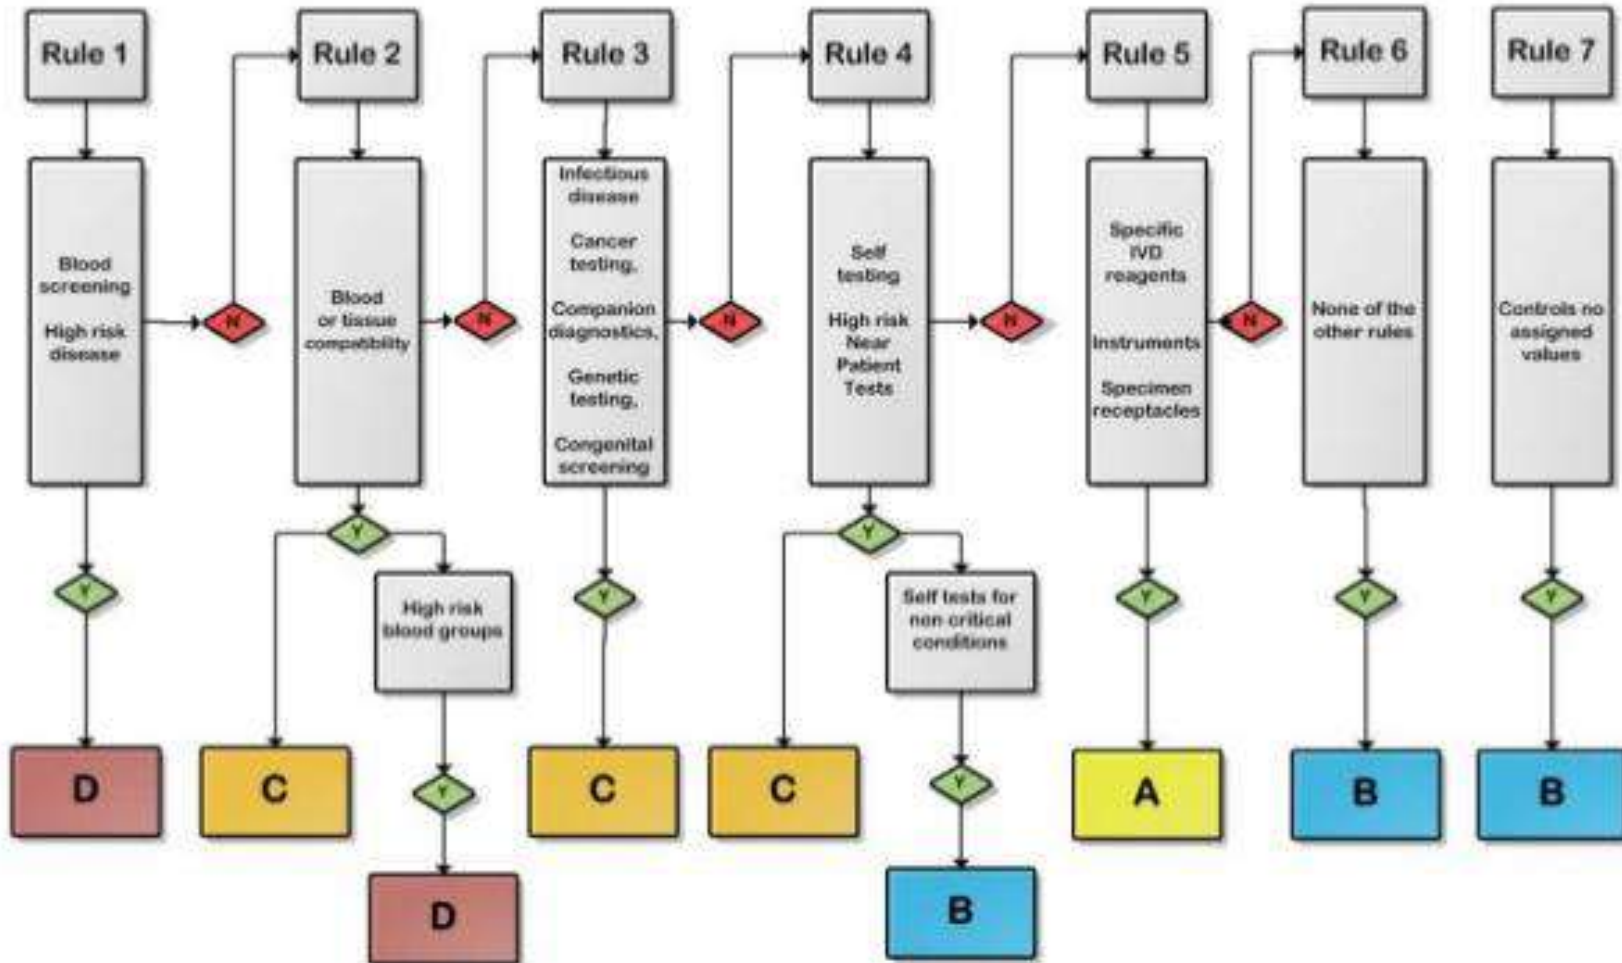 Rule 1
Rule 2
Rule 3
Rule 4
Rule 5
Rule 6
Rule 7
Blood
screening
High risk
disease
N
Blood
or tissue
compatibility
N
Infectious
disease
Cancer
testing,
Companion
diagnostics,
Genetic
testing,
Congenital
screening
N
Self
testing
High risk
Near
Patient
Tests
N
Specific
IVD
reagents
Instruments
Specimen
receptacles
N
None of the
other rules
Controls no
assigned
values
Y
Y
High risk
blood groups
Y
Y
Y
Self tests for
non critical
conditions
Y
Y
Y
Y
D
C
D
C
C
B
A
B
B